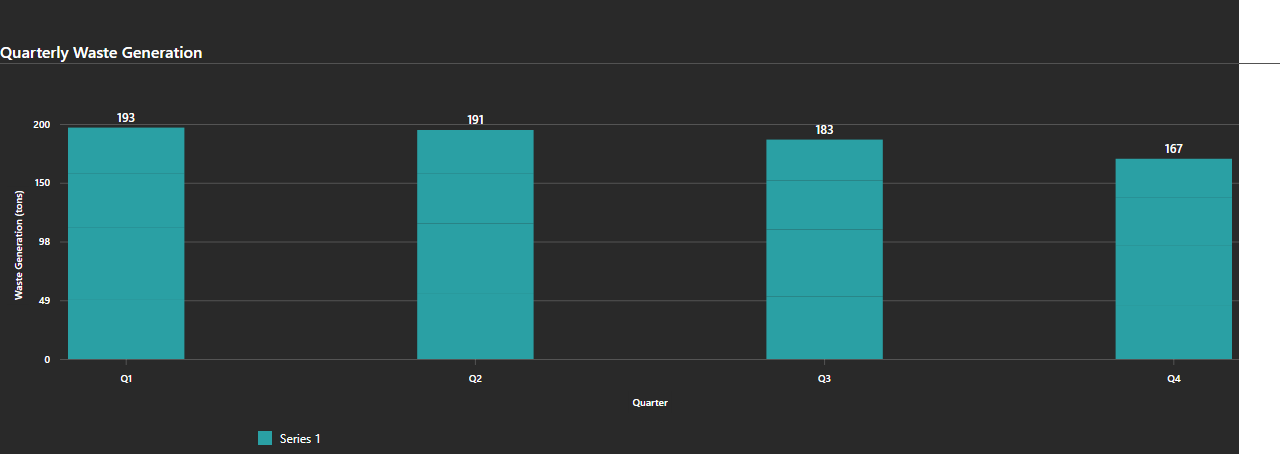 Quarterly Waste Generation
193
191
183
167
200
150
98
49
0
Waste Generation (tons)
Q1 Q2 Q3 Q4
Quarter
Series 1